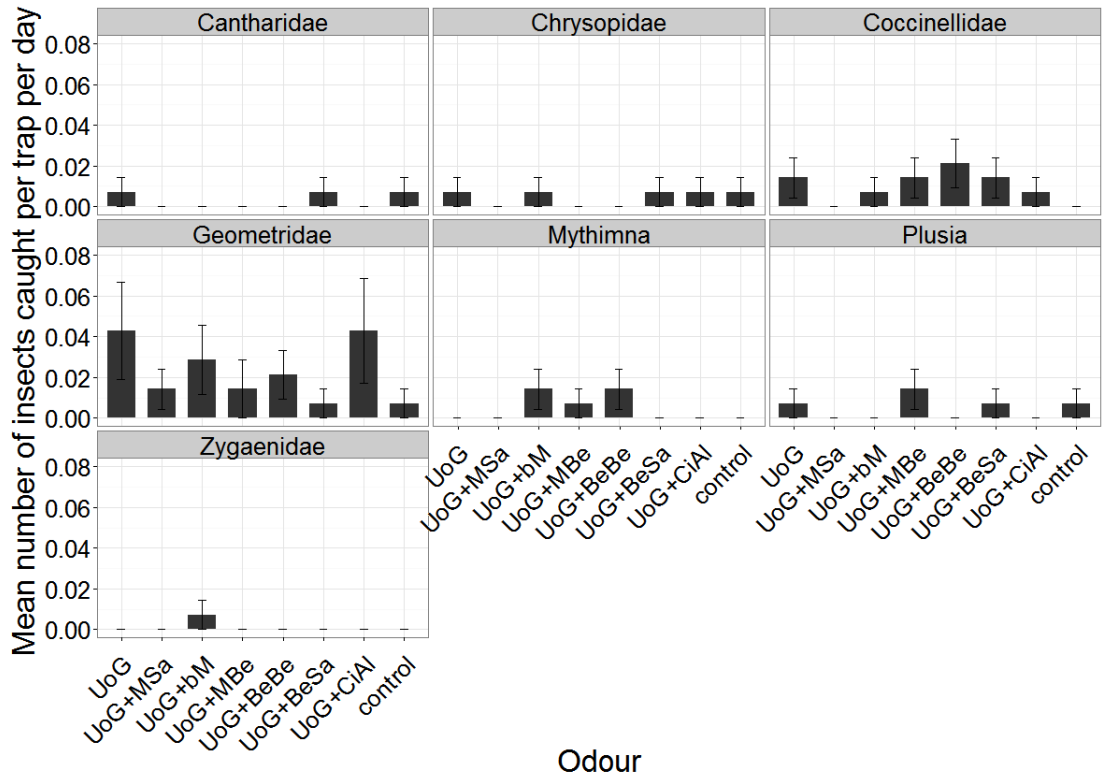 Mean number of insects caught per trap per day
Cantharidae
Chrysopidae
Coccinellidae
0.08
0.06
0.04
0.02
0.00
Geometridae
Mythimna
Plusia
0.08
0.06
0.04
0.02
0.00
Zygaenidae
0.08
0.06
0.04
0.02
0.00
UoG
UoG+MSa
UoG+bM
UoG+MBe
UoG+BeBe
UoG+BeSa
UoG+CiAl
control
UoG
UoG+MSa
UoG+bM
UoG+MBe
UoG+BeBe
UoG+BeSa
UoG+CiAl
control
UoG
UoG+MSa
UoG+bM
UoG+MBe
UoG+BeBe
UoG+BeSa
UoG+CiAl
control
Odour